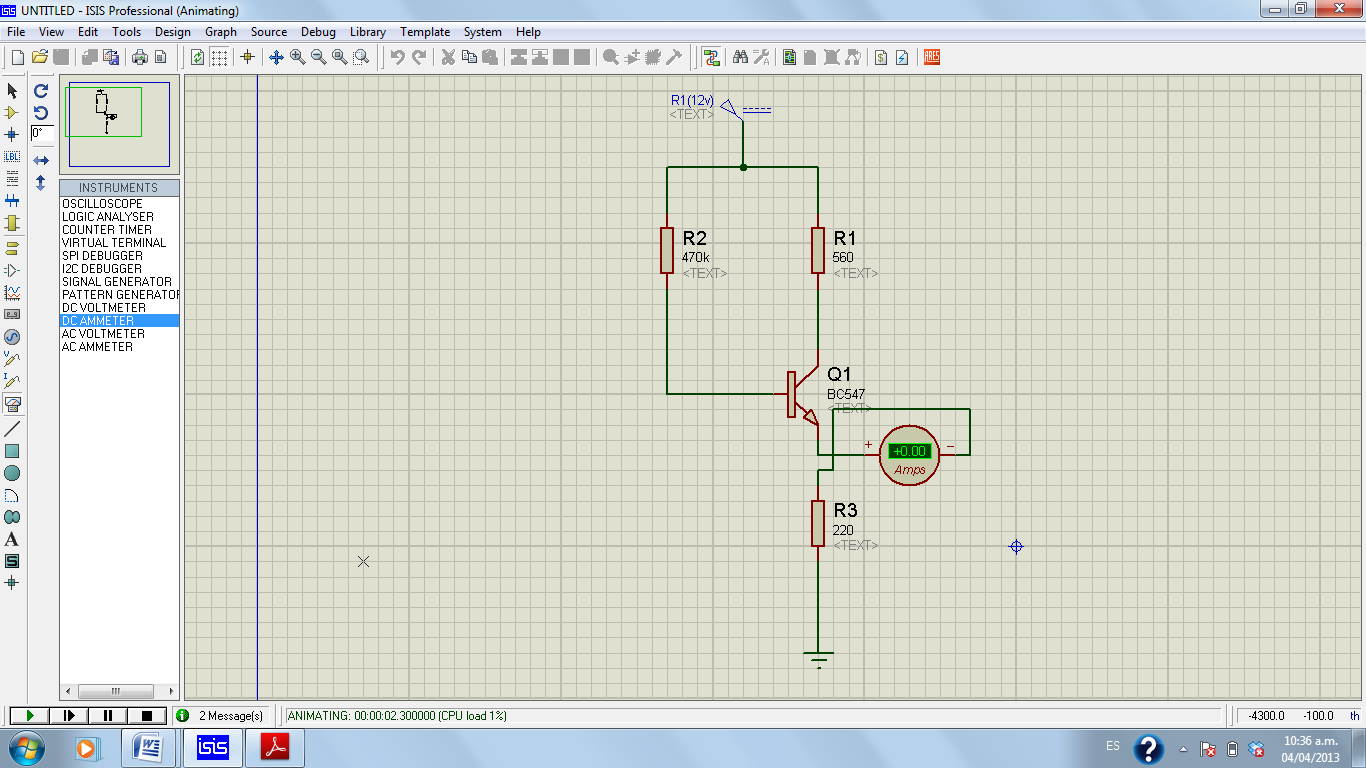 UNTITLED - ISIS Professional (Animating)
File View Edit Tools Design Graph Source Debug Library Template System Help
0°
LBL
ARES
INSTRUMENTS
OSCILLOSCOPE
LOGIC ANALYSER
COUNTER TIMER
VIRTUAL TERMINAL
SPI DEBUGGER
I2C DEBUGGER
SIGNAL GENERATOR
PATTERN GENERATOR
DC VOLTMETER
DC AMMETER
AC VOLTMETER
AC AMMETER
R1(12v)
<TEXT>
R2
470k
<TEXT>
R1
560
<TEXT>
Q1
BC547
<TEXT>
+ +0.00 −
Amps
R3
220
<TEXT>
2 Message(s)
ANIMATING: 00:00:02.300000 (CPU load 1%)
-4300.0 -100.0 th
ES
10:36 a.m.
04/04/2013